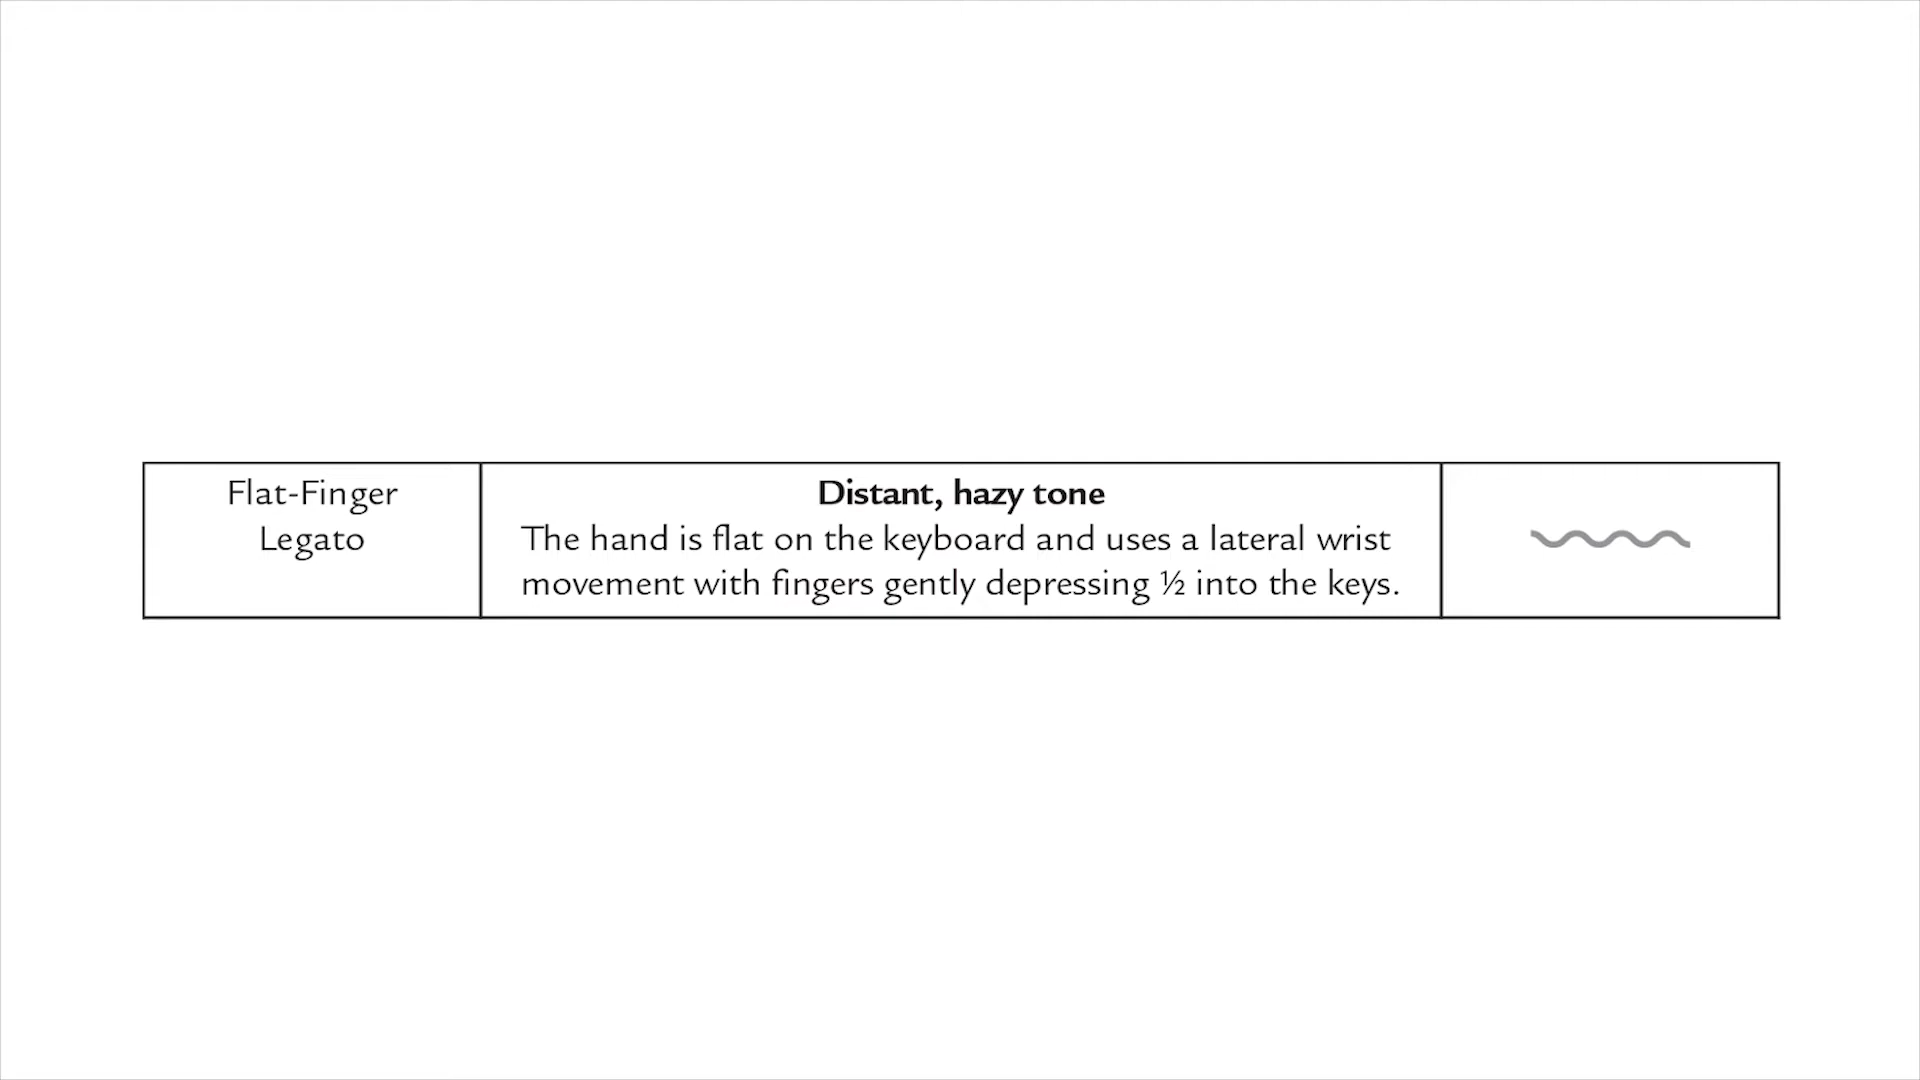 Flat-Finger
Legato
Distant, hazy tone
The hand is flat on the keyboard and uses a lateral wrist
movement with fingers gently depressing ½ into the keys.